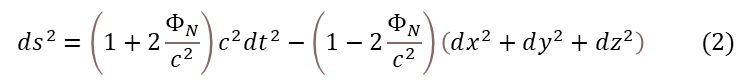 ds² = (1 + 2 Φ_N/c²) c²dt² − (1 − 2 Φ_N/c²) (dx² + dy² + dz²) (2)